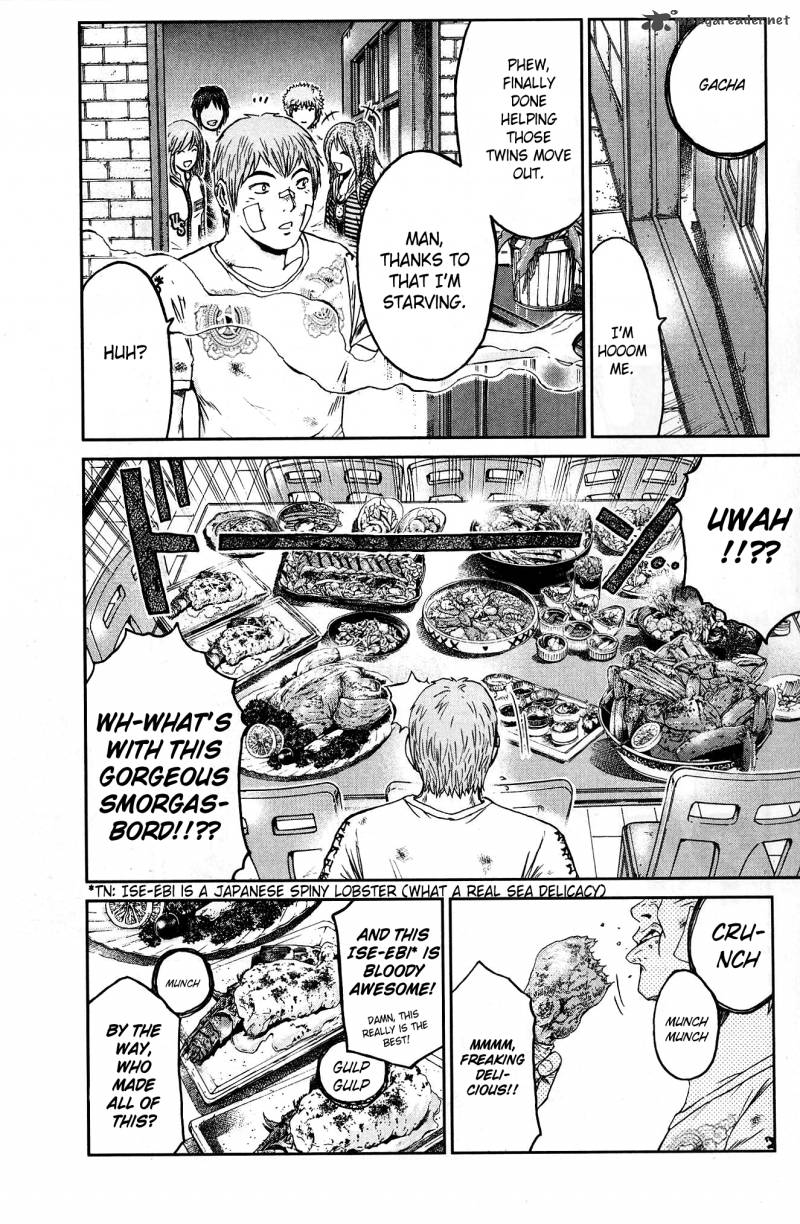 mangareader.net
GACHA
I'M
HOOOM
ME.
PHEW,
FINALLY
DONE
HELPING
THOSE
TWINS MOVE
OUT.
MAN,
THANKS TO
THAT I'M
STARVING.
HUH?
UWAH
!!??
ドーン
WH-WHAT'S
WITH THIS
GORGEOUS
SMORGAS-
BORD!!??
*TN: ISE-EBI IS A JAPANESE SPINY LOBSTER (WHAT A REAL SEA DELICACY)
CRU-
NCH
MUNCH
MUNCH
MMMM,
FREAKING
DELI-
CIOUS!!
AND THIS
ISE-EBI* IS
BLOODY
AWESOME!
DAMN, THIS
REALLY IS THE
BEST!
MUNCH
GULP
GULP
BY THE
WAY,
WHO
MADE
ALL OF
THIS?